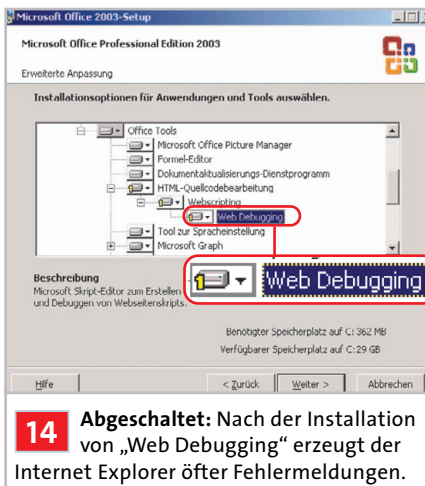 Microsoft Office 2003-Setup
Microsoft Office Professional Edition 2003
Erweiterte Anpassung
Installationsoptionen für Anwendungen und Tools auswählen.
Office Tools
Microsoft Office Picture Manager
Formel-Editor
Dokumentaktualisierungs-Dienstprogramm
HTML-Quellcodebearbeitung
Webscripting
Web Debugging
Tool zur Spracheinstellung
Microsoft Graph
Web Debugging
Beschreibung
Microsoft Skript-Editor zum Erstellen
und Debuggen von Webseitenskripts.
Benötigter Speicherplatz auf C: 362 MB
Verfügbarer Speicherplatz auf C: 29 GB
Hilfe
< Zurück
Weiter >
Abbrechen
14 Abgeschaltet: Nach der Installation
von „Web Debugging“ erzeugt der
Internet Explorer öfter Fehlermeldungen.